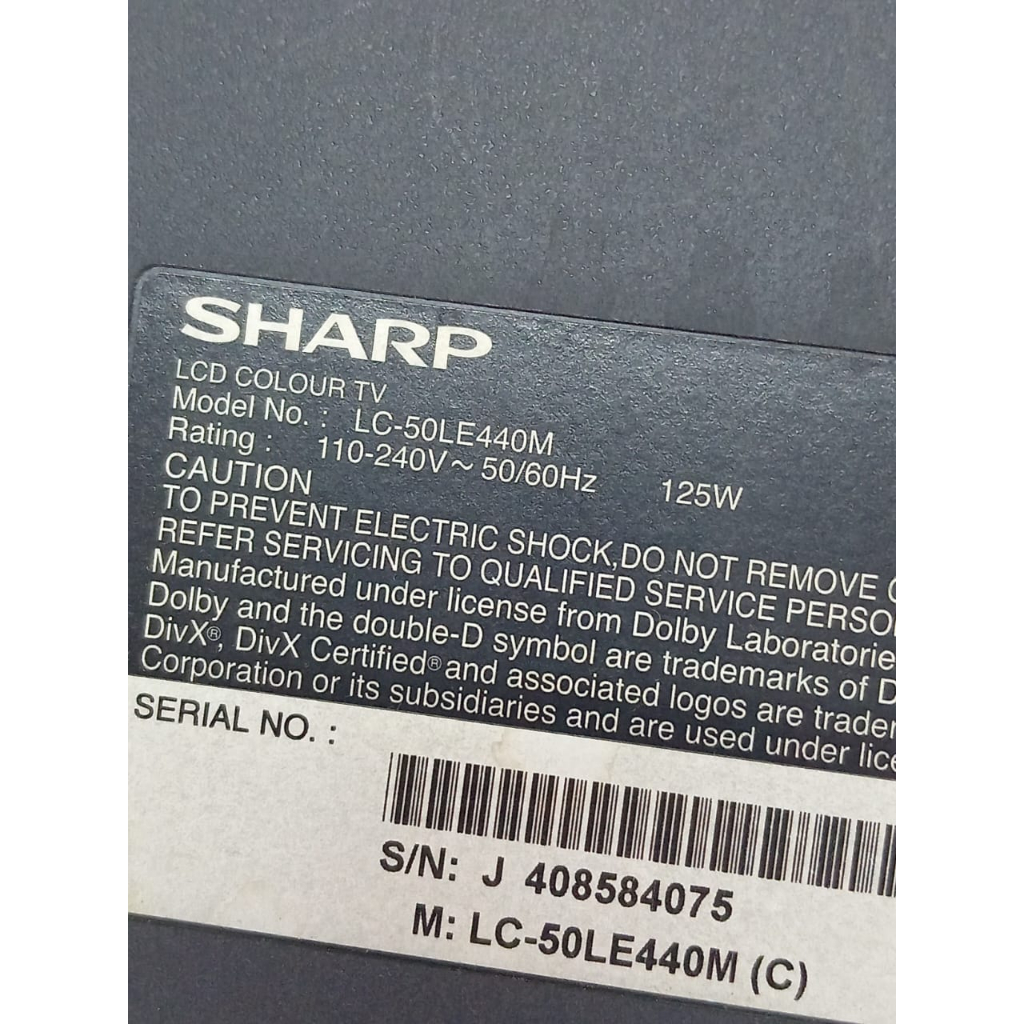 SHARP
LCD COLOUR TV
Model No. : LC-50LE440M
Rating : 110-240V~ 50/60Hz 125W
CAUTION
TO PREVENT ELECTRIC SHOCK,DO NOT REMOVE
REFER SERVICING TO QUALIFIED SERVICE
Manufactured under license from Dolby
Dolby and the double-D symbol are trademarks of
DivX®, DivX Certified® and associated logos are
Corporation or its subsidiaries and are used under
SERIAL NO. :
S/N: J 408584075
M: LC-50LE440M (C)